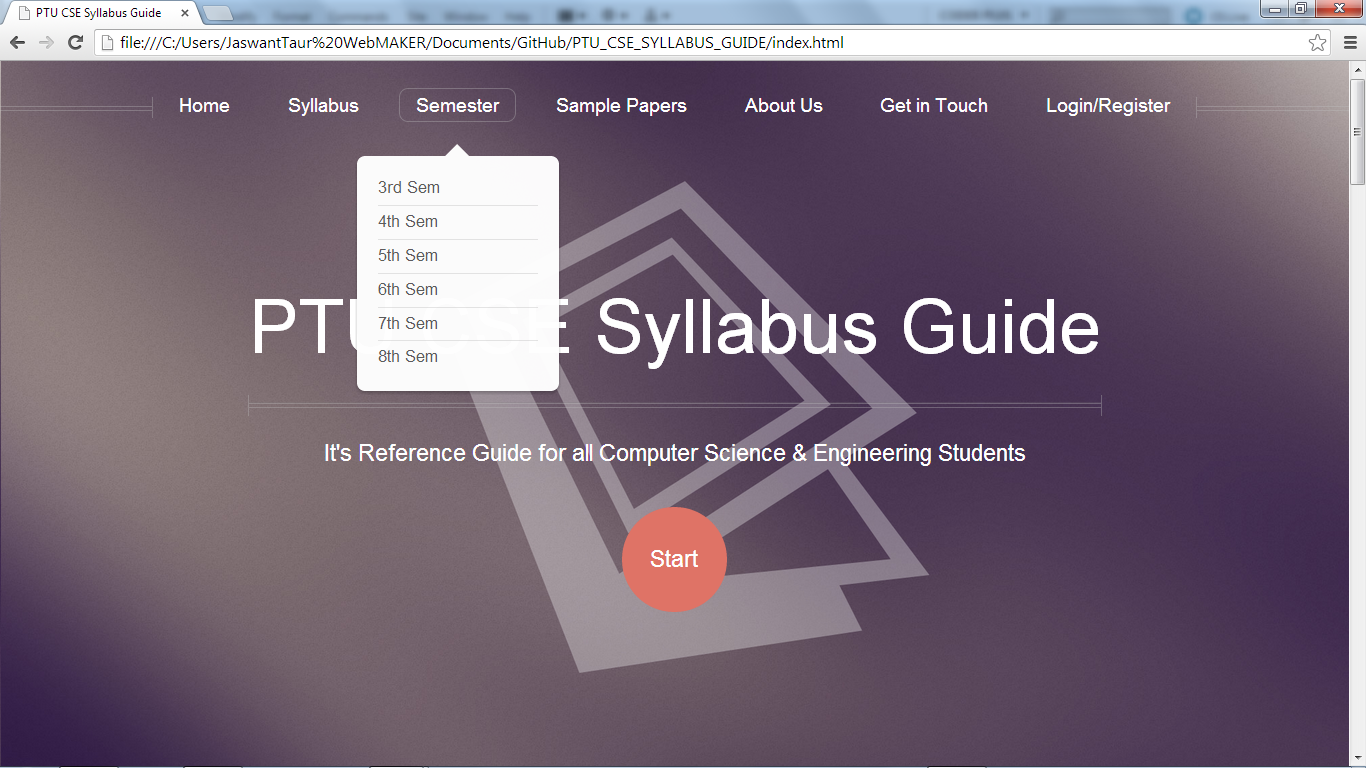 PTU CSE Syllabus Guide
file:///C:/Users/JaswantTaur%20WebMAKER/Documents/GitHub/PTU_CSE_SYLLABUS_GUIDE/index.html
Home Syllabus Semester Sample Papers About Us Get in Touch Login/Register
3rd Sem
4th Sem
5th Sem
6th Sem
7th Sem
8th Sem
PTU CSE Syllabus Guide
It's Reference Guide for all Computer Science & Engineering Students
Start